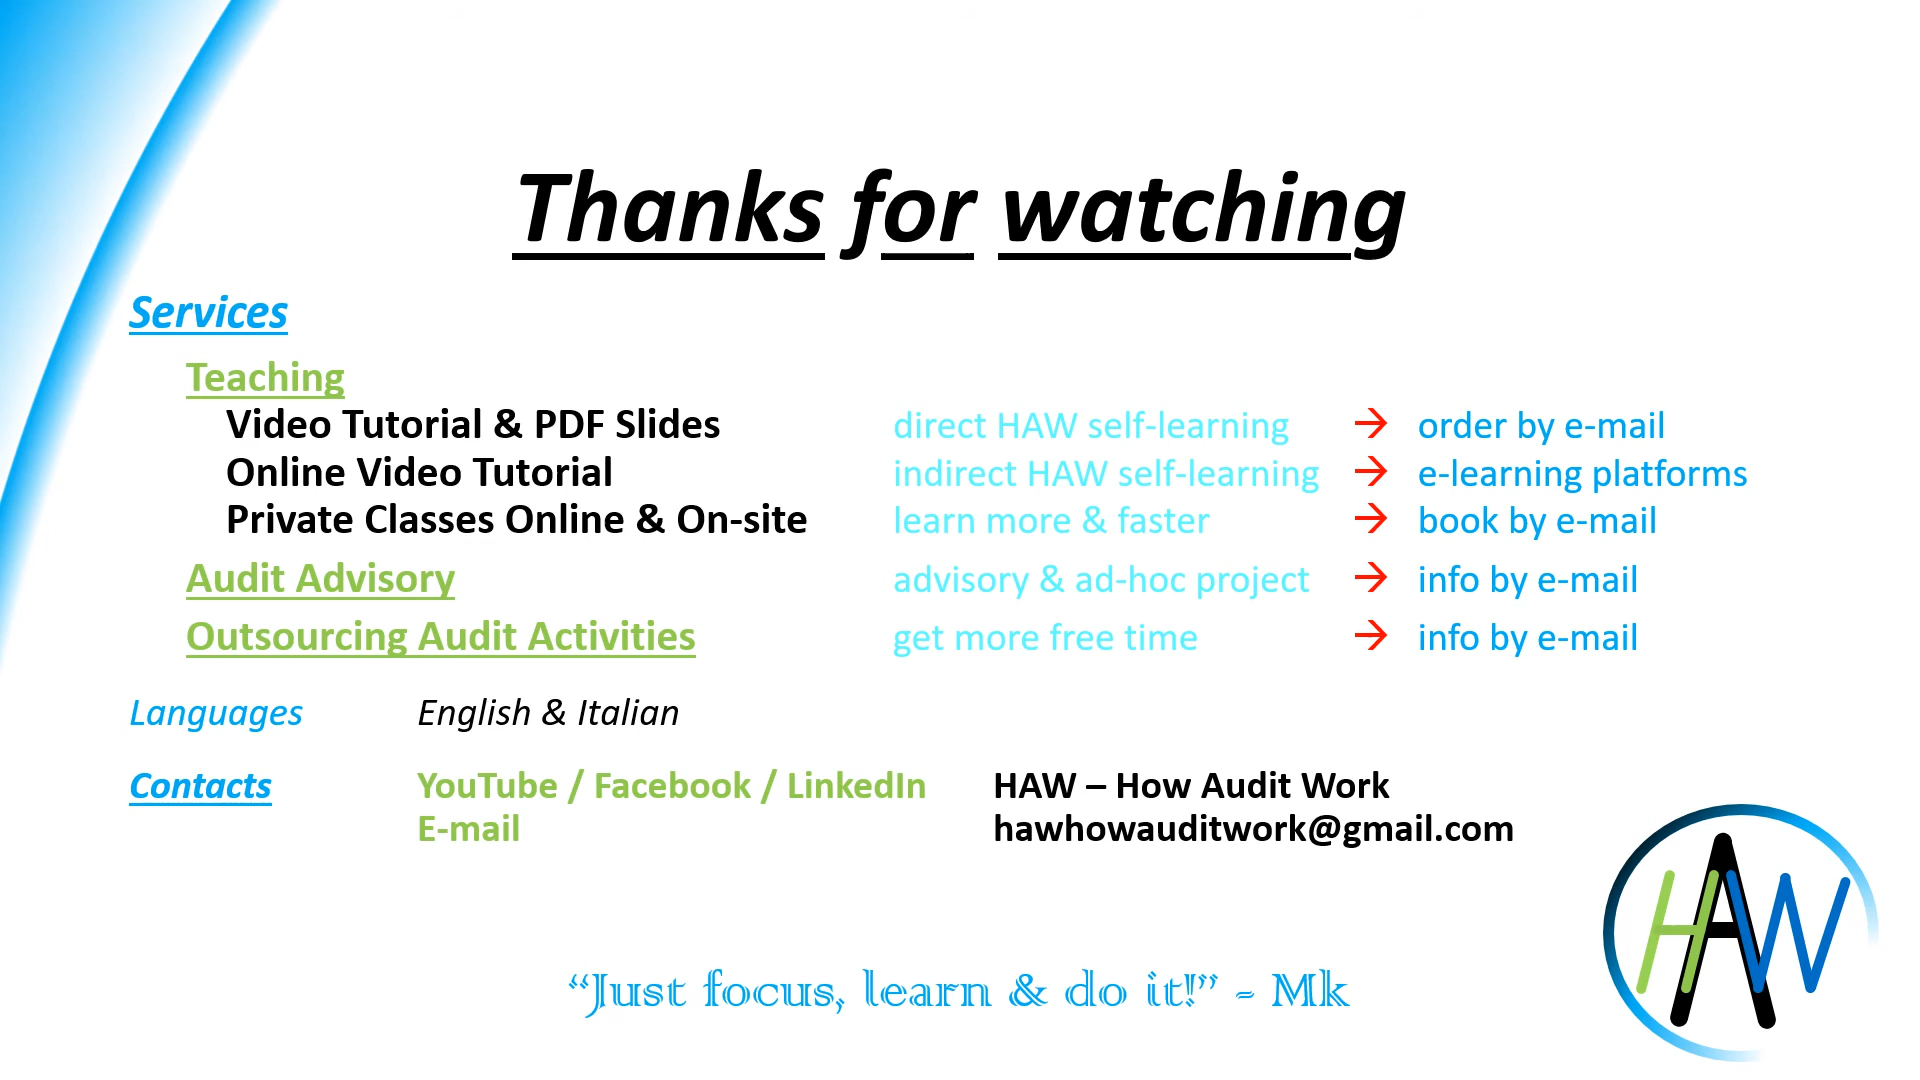 Thanks for watching
Services
Teaching
Video Tutorial & PDF Slides direct HAW self-learning → order by e-mail
Online Video Tutorial indirect HAW self-learning → e-learning platforms
Private Classes Online & On-site learn more & faster → book by e-mail
Audit Advisory advisory & ad-hoc project → info by e-mail
Outsourcing Audit Activities get more free time → info by e-mail
Languages English & Italian
Contacts YouTube / Facebook / LinkedIn HAW – How Audit Work
E-mail hawhowauditwork@gmail.com
HAW
“Just focus, learn & do it!” - Mk